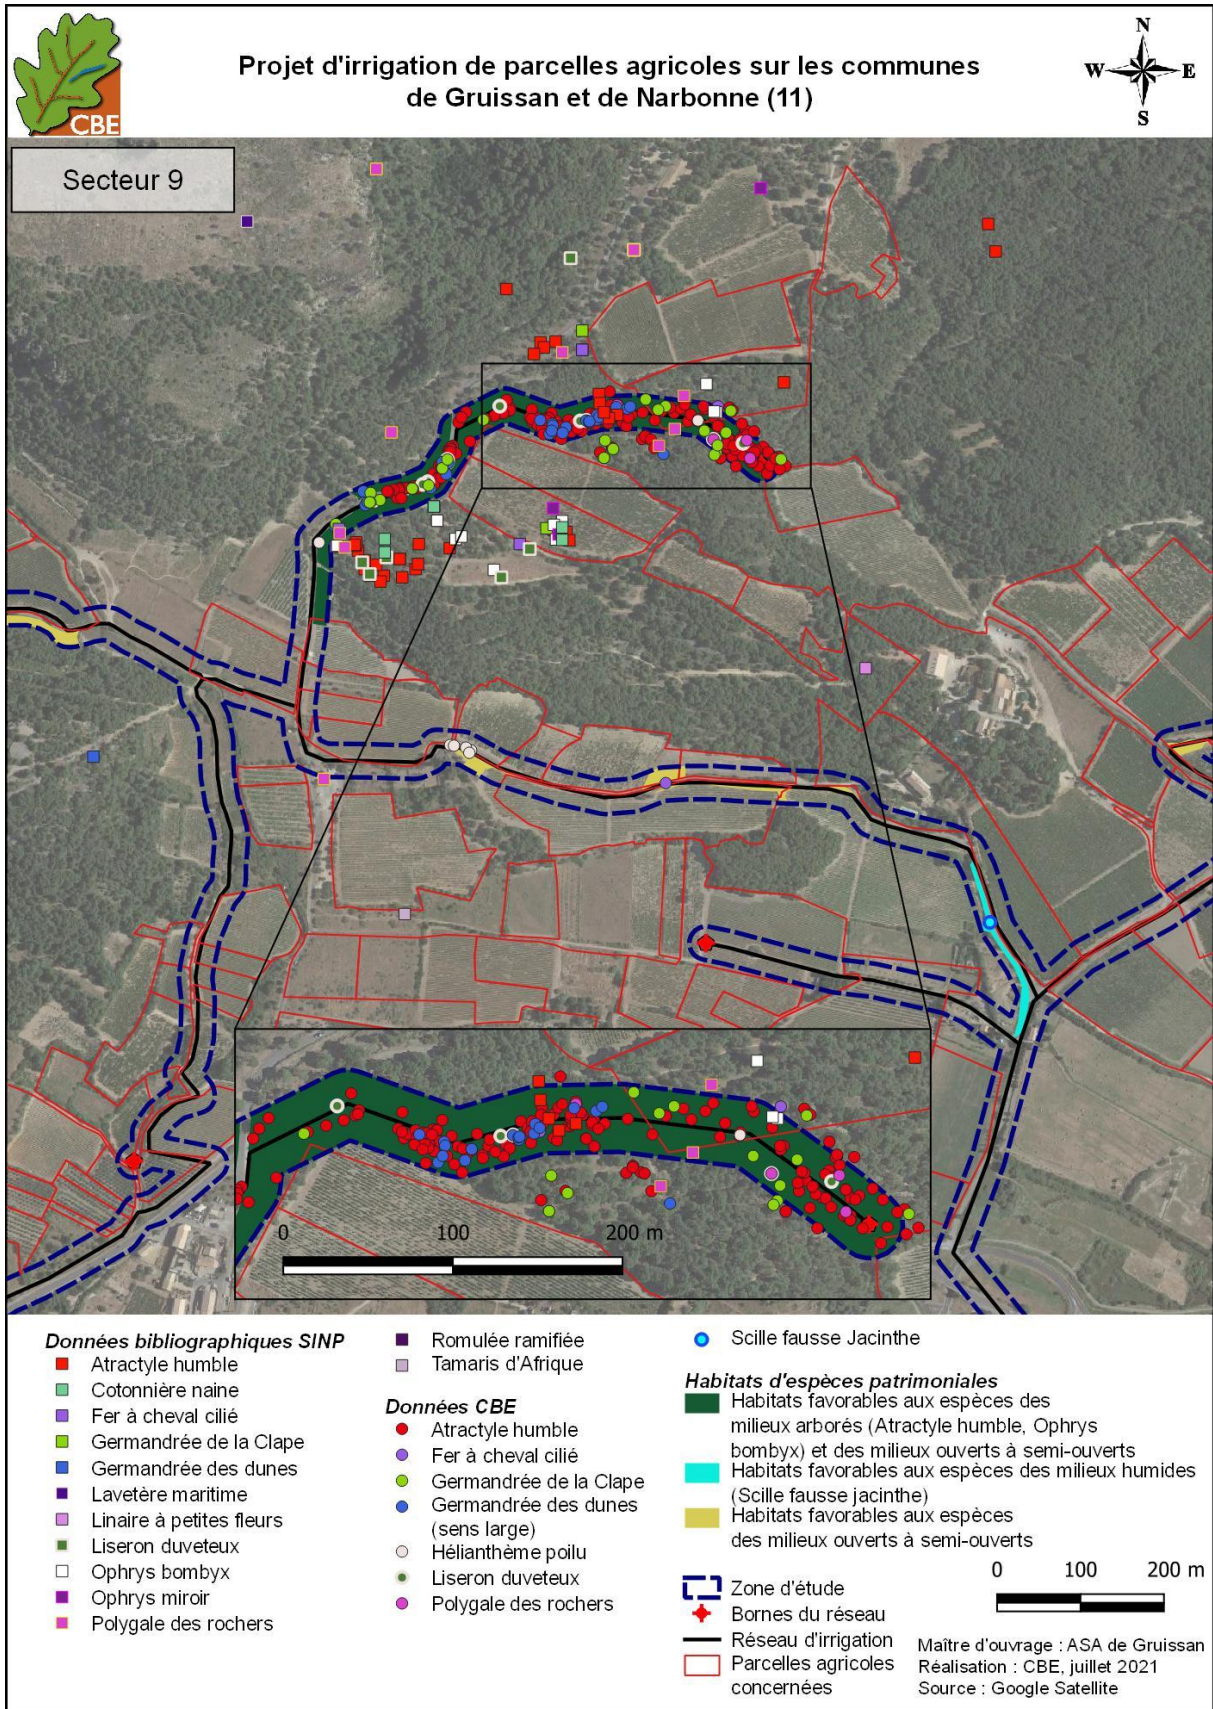 CBE
Projet d'irrigation de parcelles agricoles sur les communes
de Gruissan et de Narbonne (11)
N
W
E
S
Secteur 9
0
100
200 m
Données bibliographiques SINP
Atractyle humble
Cotonnière naine
Fer à cheval cilié
Germandrée de la Clape
Germandrée des dunes
Lavetère maritime
Linaire à petites fleurs
Liseron duveteux
Ophrys bombyx
Ophrys miroir
Polygale des rochers
Romulée ramifiée
Tamaris d'Afrique
Données CBE
Atractyle humble
Fer à cheval cilié
Germandrée de la Clape
Germandrée des dunes
(sens large)
Hélianthème poilu
Liseron duveteux
Polygale des rochers
Scille fausse Jacinthe
Habitats d'espèces patrimoniales
Habitats favorables aux espèces des
milieux arborés (Atractyle humble, Ophrys
bombyx) et des milieux ouverts à semi-ouverts
Habitats favorables aux espèces des milieux humides
(Scille fausse jacinthe)
Habitats favorables aux espèces
des milieux ouverts à semi-ouverts
Zone d'étude
Bornes du réseau
Réseau d'irrigation
Parcelles agricoles
concernées
0
100
200 m
Maître d'ouvrage : ASA de Gruissan
Réalisation : CBE, juillet 2021
Source : Google Satellite